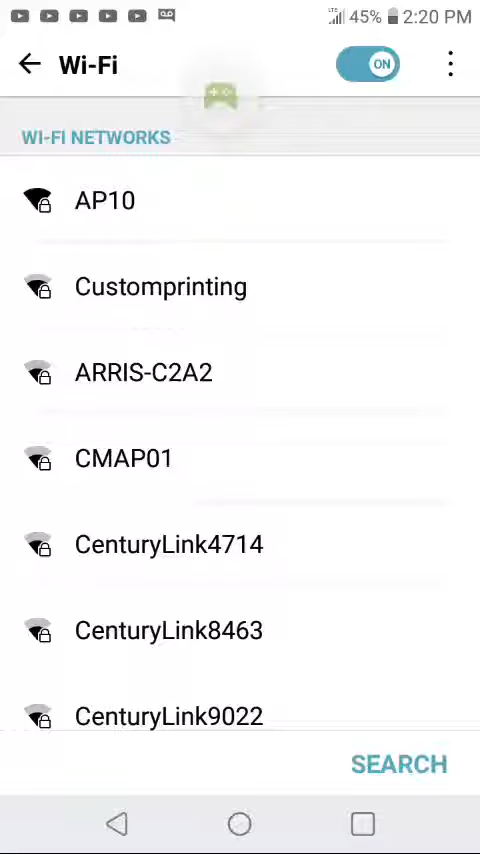 LTE 45% 2:20 PM
Wi-Fi ON
WI-FI NETWORKS
AP10
Customprinting
ARRIS-C2A2
CMAP01
CenturyLink4714
CenturyLink8463
CenturyLink9022
SEARCH